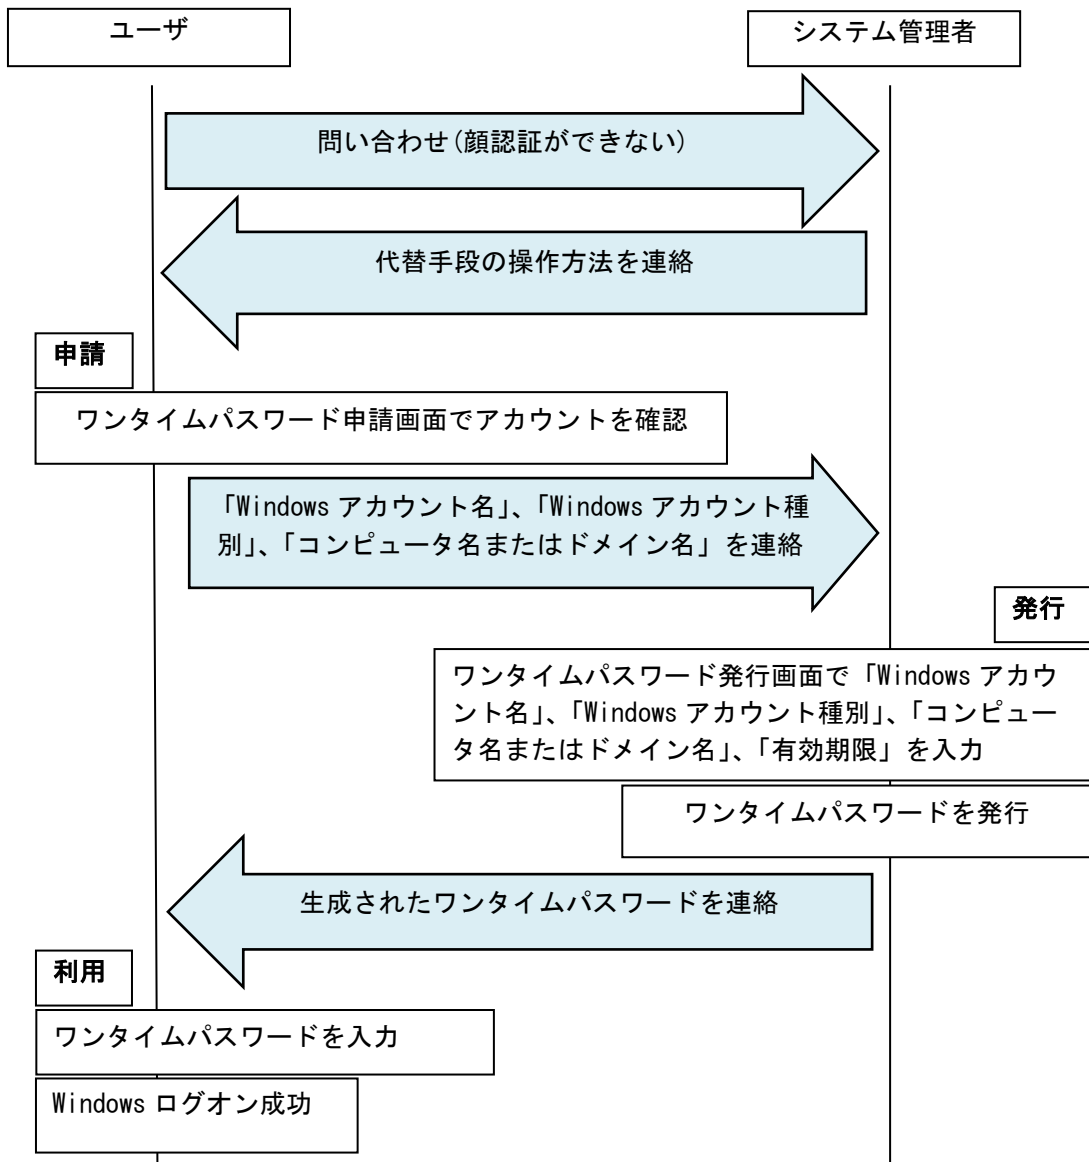 ユーザ
システム管理者
問い合わせ(顔認証ができない)
代替手段の操作方法を連絡
申請
ワンタイムパスワード申請画面でアカウントを確認
「Windows アカウント名」、「Windows アカウント種
別」、「コンピュータ名またはドメイン名」を連絡
発行
ワンタイムパスワード発行画面で「Windows アカウ
ント名」、「Windows アカウント種別」、「コンピュー
タ名またはドメイン名」、「有効期限」を入力
ワンタイムパスワードを発行
生成されたワンタイムパスワードを連絡
利用
ワンタイムパスワードを入力
Windows ログオン成功